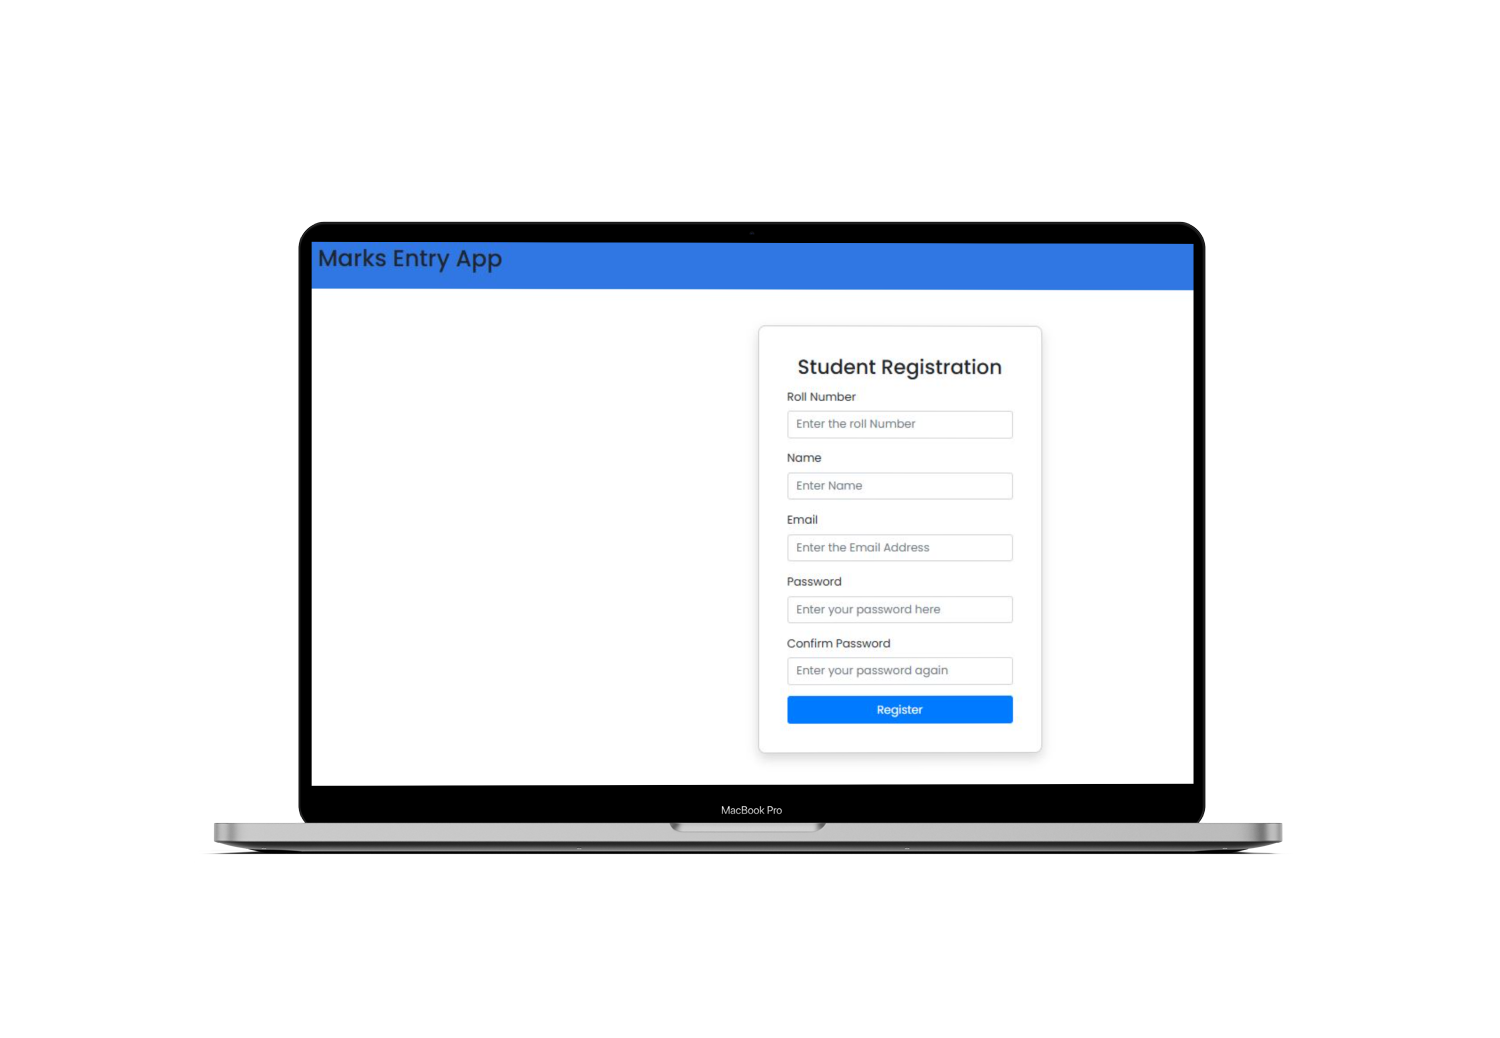 Marks Entry App
Student Registration
Roll Number
Enter the roll Number
Name
Enter Name
Email
Enter the Email Address
Password
Enter your password here
Confirm Password
Enter your password again
Register
MacBook Pro